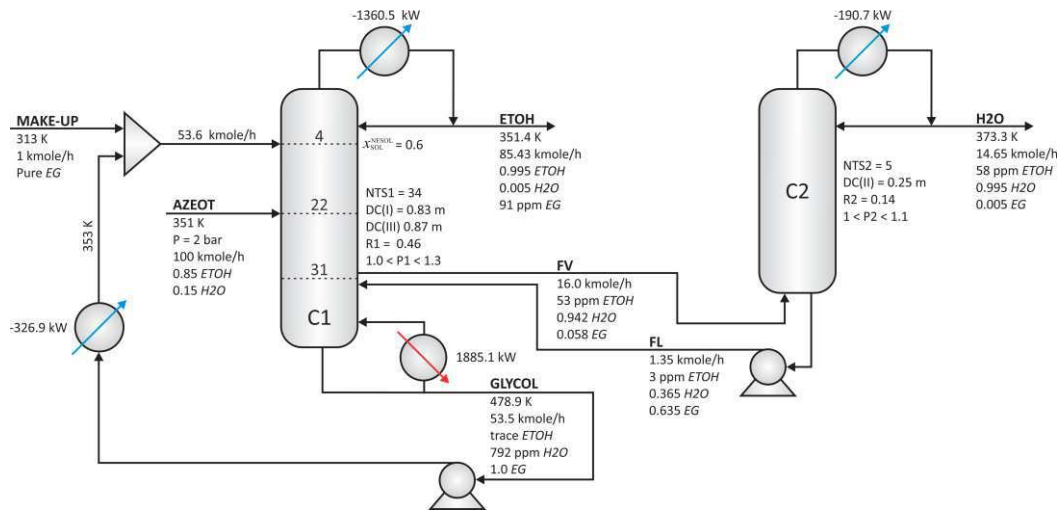 -1360.5 kW
-190.7 kW
MAKE-UP
313 K
1 kmole/h
Pure EG
53.6 kmole/h
4
x_SOL^NFSOL = 0.6
ETOH
351.4 K
85.43 kmole/h
0.995 ETOH
0.005 H2O
91 ppm EG
H2O
373.3 K
14.65 kmole/h
58 ppm ETOH
0.995 H2O
0.005 EG
C2
NTS2 = 5
DC(II) = 0.25 m
R2 = 0.14
1 < P2 < 1.1
NTS1 = 34
DC(I) = 0.83 m
DC(III) 0.87 m
R1 = 0.46
1.0 < P1 < 1.3
22
AZEOT
351 K
P = 2 bar
100 kmole/h
0.85 ETOH
0.15 H2O
353 K
31
C1
FV
16.0 kmole/h
53 ppm ETOH
0.942 H2O
0.058 EG
-326.9 kW
1885.1 kW
FL
1.35 kmole/h
3 ppm ETOH
0.365 H2O
0.635 EG
GLYCOL
478.9 K
53.5 kmole/h
trace ETOH
792 ppm H2O
1.0 EG